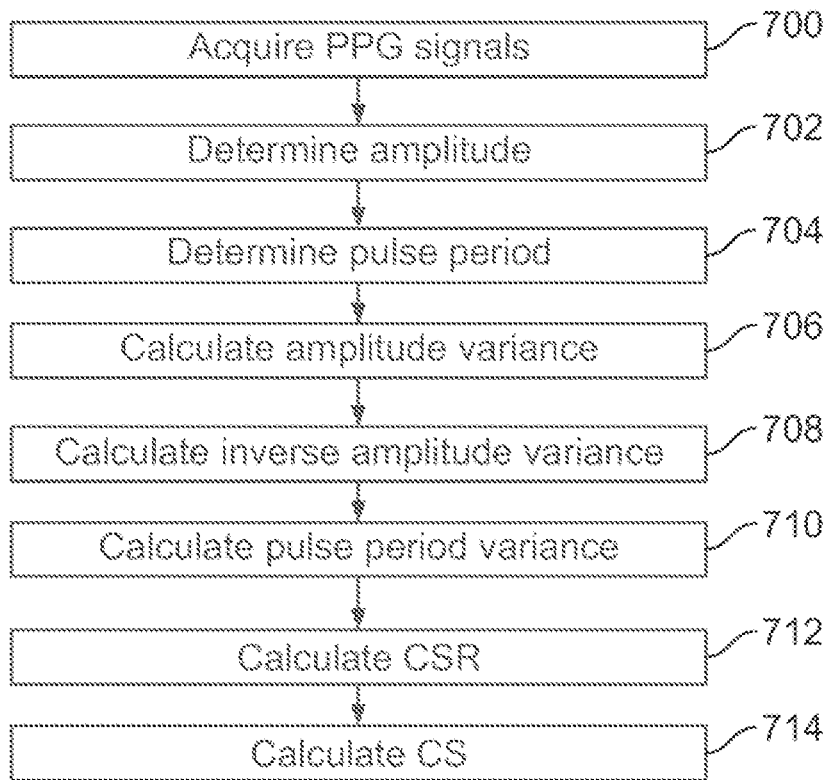 Acquire PPG signals 700
Determine amplitude 702
Determine pulse period 704
Calculate amplitude variance 706
Calculate inverse amplitude variance 708
Calculate pulse period variance 710
Calculate CSR 712
Calculate CS 714